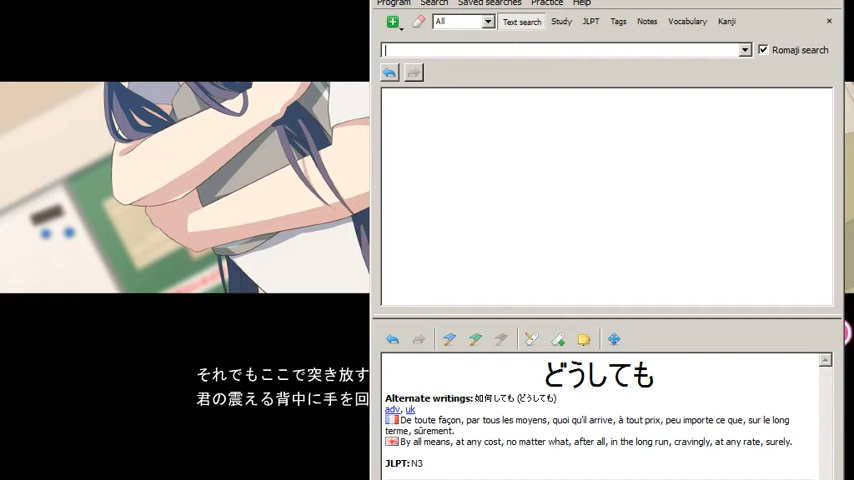 Program Search Saved searches Practice Help
All Text search Study JLPT Tags Notes Vocabulary Kanji
Romaji search
どうしても
Alternate writings: 如何しても (どうしても)
adv, uk
De toute façon, par tous les moyens, quoi qu'il arrive, à tout prix, peu importe ce que, sur le long
terme, sûrement.
By all means, at any cost, no matter what, after all, in the long run, cravingly, at any rate, surely.
JLPT: N3
それでもここで突き放す
君の震える背中に手を回